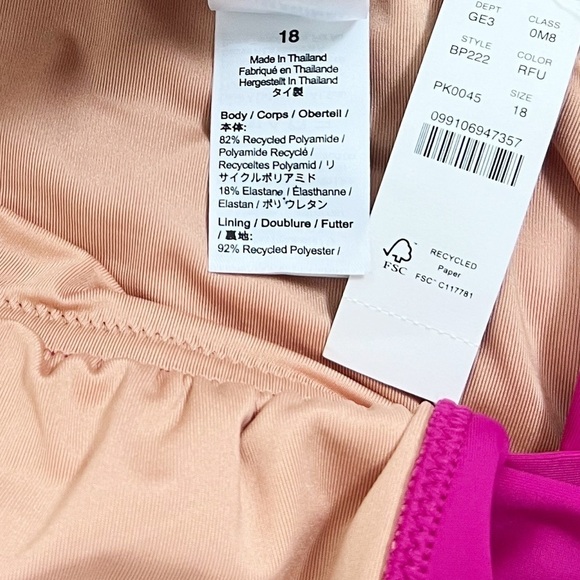 18
Made In Thailand
Fabriqué en Thaïlande
Hergestellt In Thailand
タイ製
Body / Corps / Oberteil /
本体:
82% Recycled Polyamide /
Polyamide Recyclé /
Recyceltes Polyamid / リ
サイクルポリアミド
18% Elastane / Élasthanne /
Elastan / ポリウレタン
Lining / Doublure / Futter
/ 裏地:
92% Recycled Polyester /
DEPT CLASS
GE3 0M8
STYLE COLOR
BP222 RFU
PK0045 SIZE
18
099106947357
FSC
RECYCLED
Paper
FSC™ C117781